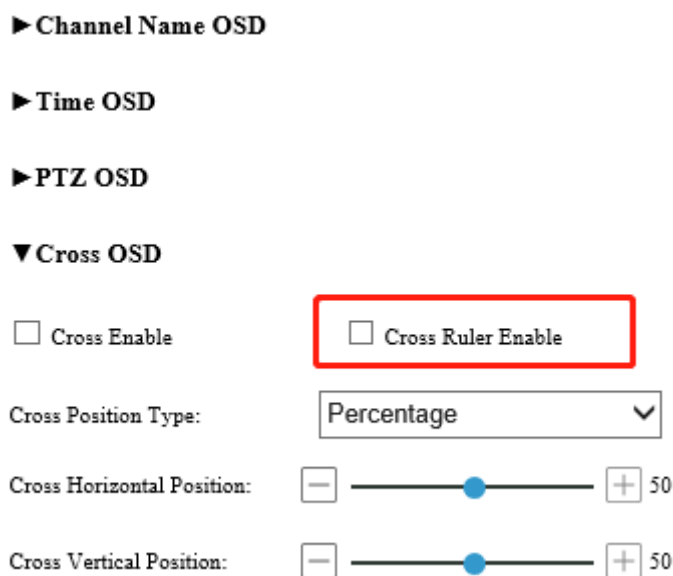 ►Channel Name OSD
►Time OSD
►PTZ OSD
▼Cross OSD
Cross Enable Cross Ruler Enable
Cross Position Type: Percentage
Cross Horizontal Position: 50
Cross Vertical Position: 50